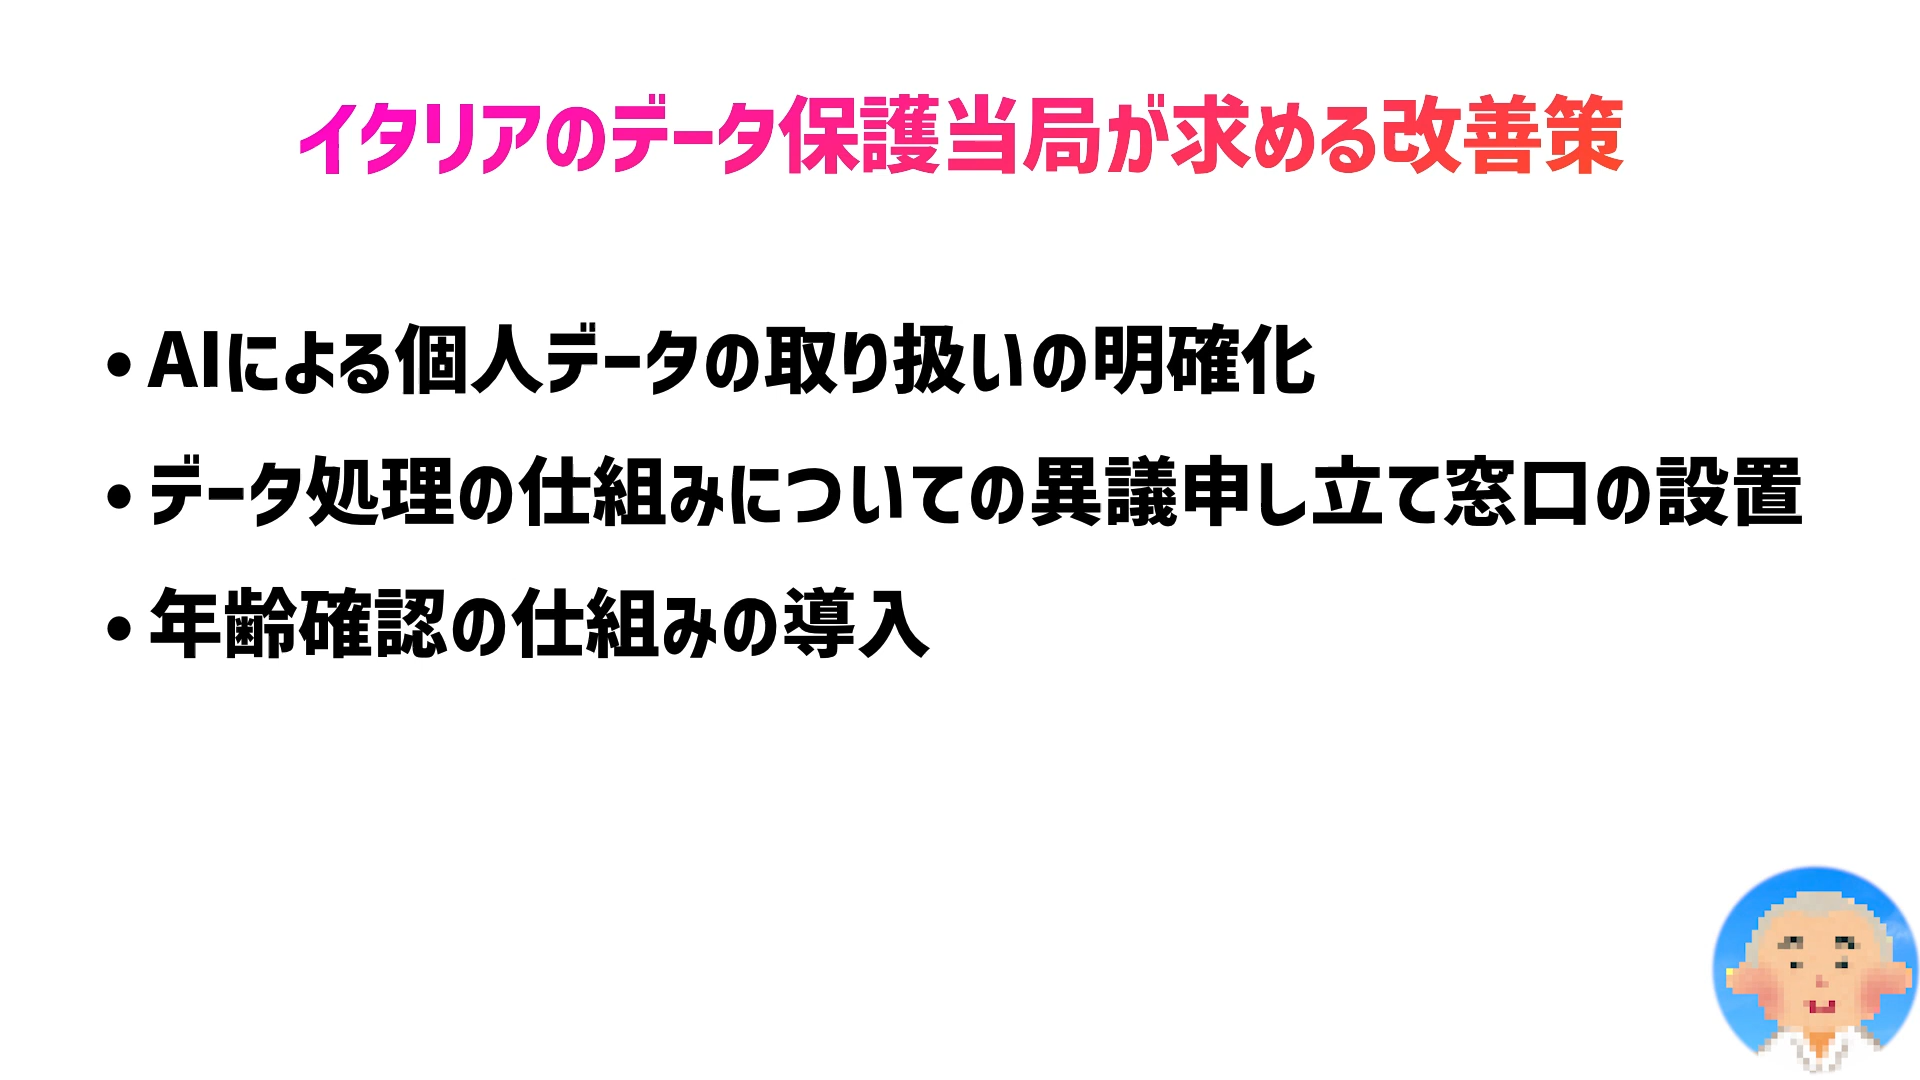 イタリアのデータ保護当局が求める改善策
• AIによる個人データの取り扱いの明確化
• データ処理の仕組みについての異議申し立て窓口の設置
• 年齢確認の仕組みの導入